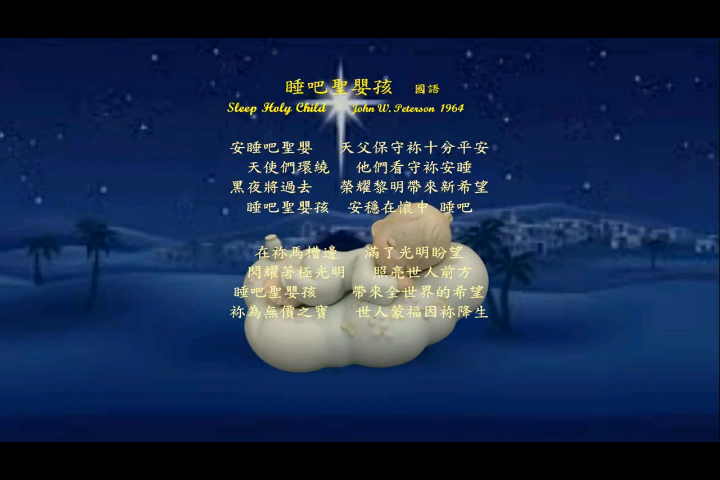 睡吧聖嬰孩 國語
Sleep Holy Child John W. Peterson 1964
安睡吧聖嬰 天父保守祢十分平安
天使們環繞 他們看守祢安睡
黑夜將過去 榮耀黎明帶來新希望
睡吧聖嬰孩 安穩在懷中 睡吧
在祢馬槽邊 滿了光明盼望
閃耀著極光明 照亮世人前方
睡吧聖嬰孩 帶來全世界的希望
祢為無價之寶 世人蒙福因祢降生